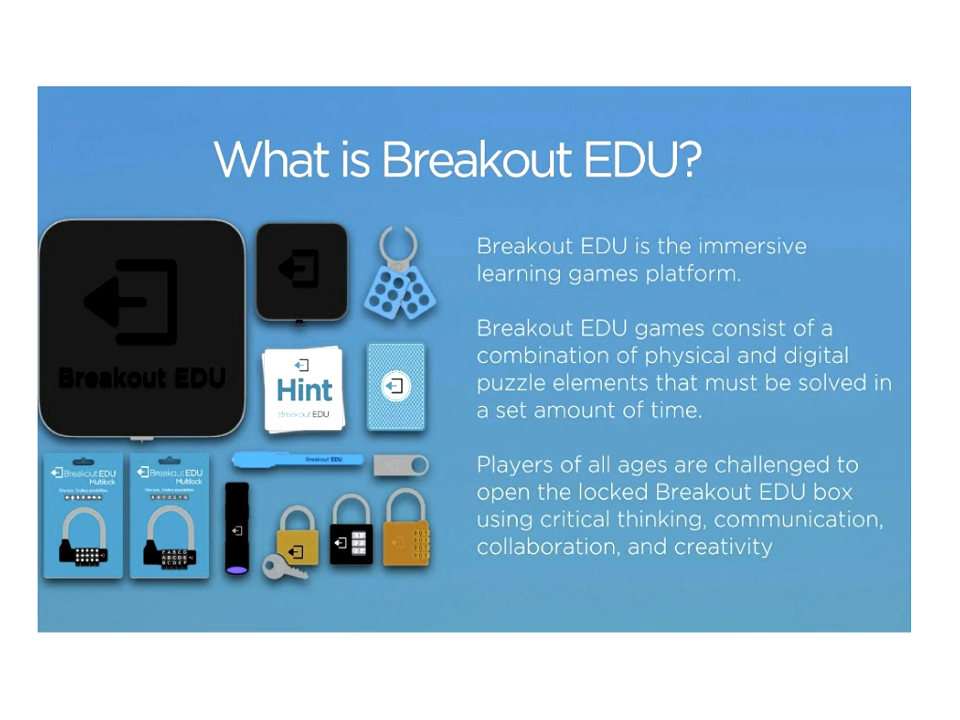 What is Breakout EDU?
Breakout EDU is the immersive
learning games platform.
Breakout EDU games consist of a
combination of physical and digital
puzzle elements that must be solved in
a set amount of time.
Players of all ages are challenged to
open the locked Breakout EDU box
using critical thinking, communication,
collaboration, and creativity
Breakout EDU
Hint
Breakout EDU
Breakout EDU
Breakout EDU
Multilock
Breakout EDU
Multilock